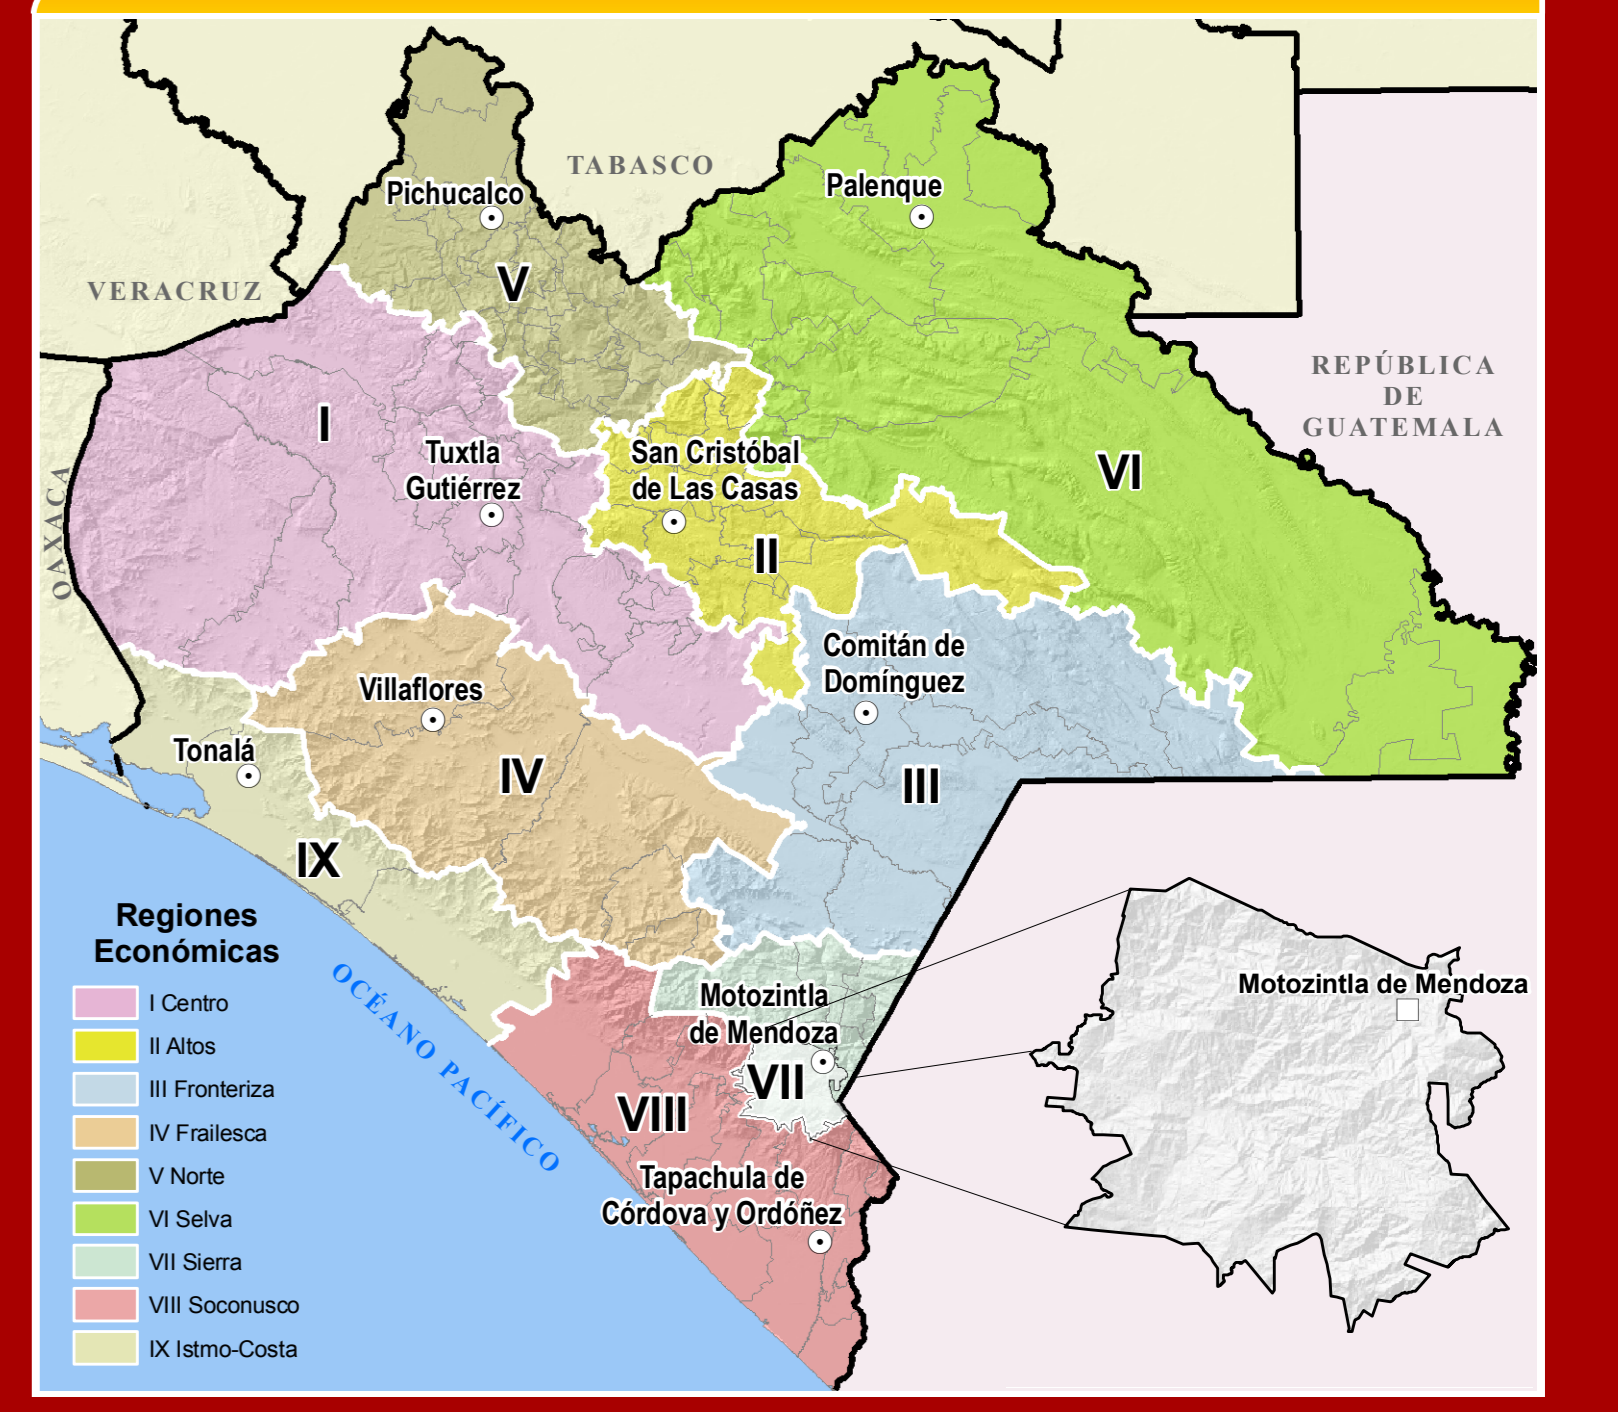 TABASCO
Pichucalco
Palenque
V
VERACRUZ
REPÚBLICA
DE
GUATEMALA
I
Tuxtla
Gutiérrez
San Cristóbal
de Las Casas
VI
OAXACA
II
Comitán de
Domínguez
Villaflores
Tonalá
IV
III
IX
Regiones
Económicas
I Centro
II Altos
III Fronteriza
IV Frailesca
V Norte
VI Selva
VII Sierra
VIII Soconusco
IX Istmo-Costa
OCÉANO PACÍFICO
Motozintla
de Mendoza
VII
VIII
Tapachula de
Córdova y Ordóñez
Motozintla de Mendoza